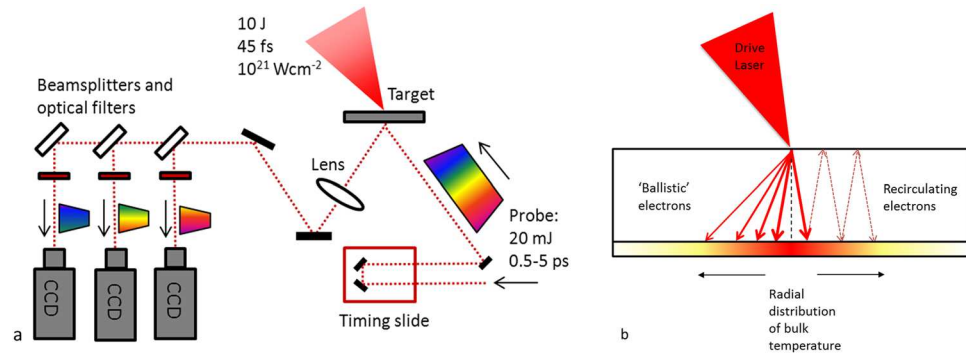 10 J
45 fs
10²¹ Wcm⁻²
Beamsplitters and
optical filters
Target
Lens
Probe:
20 mJ
0.5-5 ps
Timing slide
CCD
CCD
CCD
a
Drive
Laser
'Ballistic'
electrons
Recirculating
electrons
Radial
distribution
of bulk
temperature
b